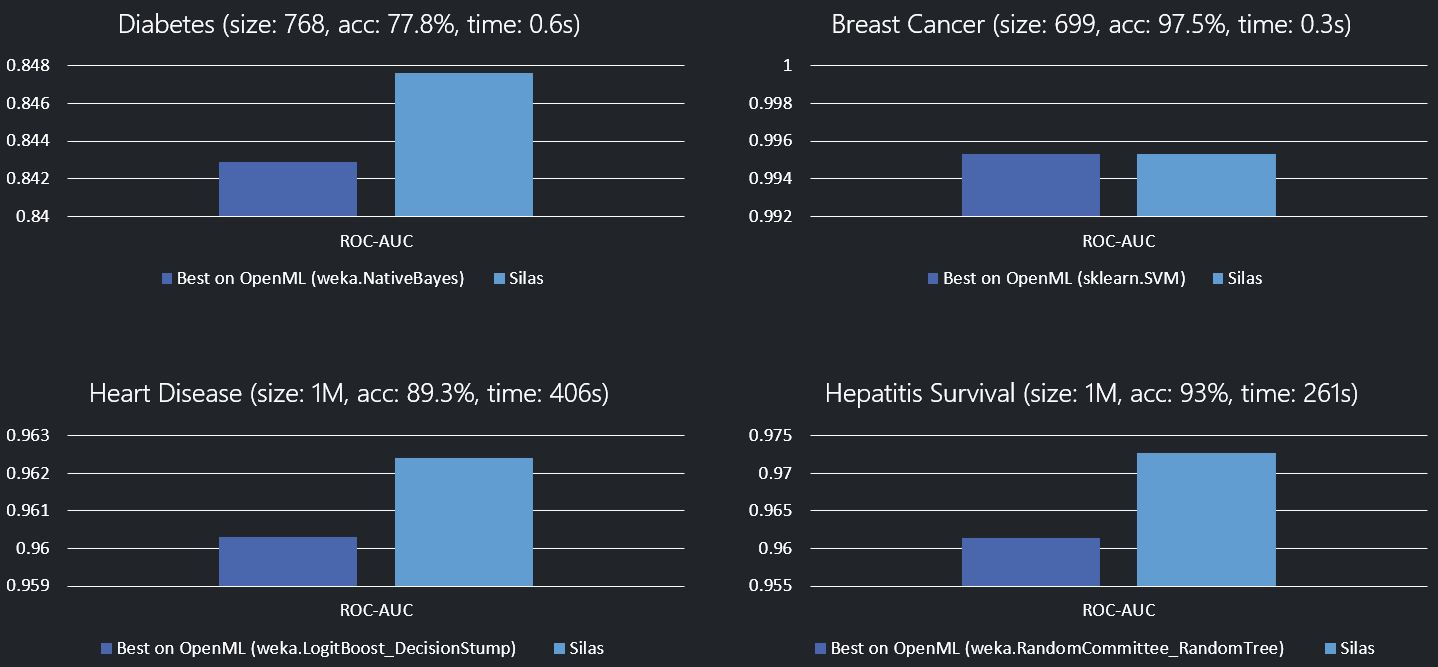 Diabetes (size: 768, acc: 77.8%, time: 0.6s)
0.848
0.846
0.844
0.842
0.84
ROC-AUC
Best on OpenML (weka.NativeBayes)
Silas
Breast Cancer (size: 699, acc: 97.5%, time: 0.3s)
1
0.998
0.996
0.994
0.992
ROC-AUC
Best on OpenML (sklearn.SVM)
Silas
Heart Disease (size: 1M, acc: 89.3%, time: 406s)
0.963
0.962
0.961
0.96
0.959
ROC-AUC
Best on OpenML (weka.LogitBoost_DecisionStump)
Silas
Hepatitis Survival (size: 1M, acc: 93%, time: 261s)
0.975
0.97
0.965
0.96
0.955
ROC-AUC
Best on OpenML (weka.RandomCommittee_RandomTree)
Silas